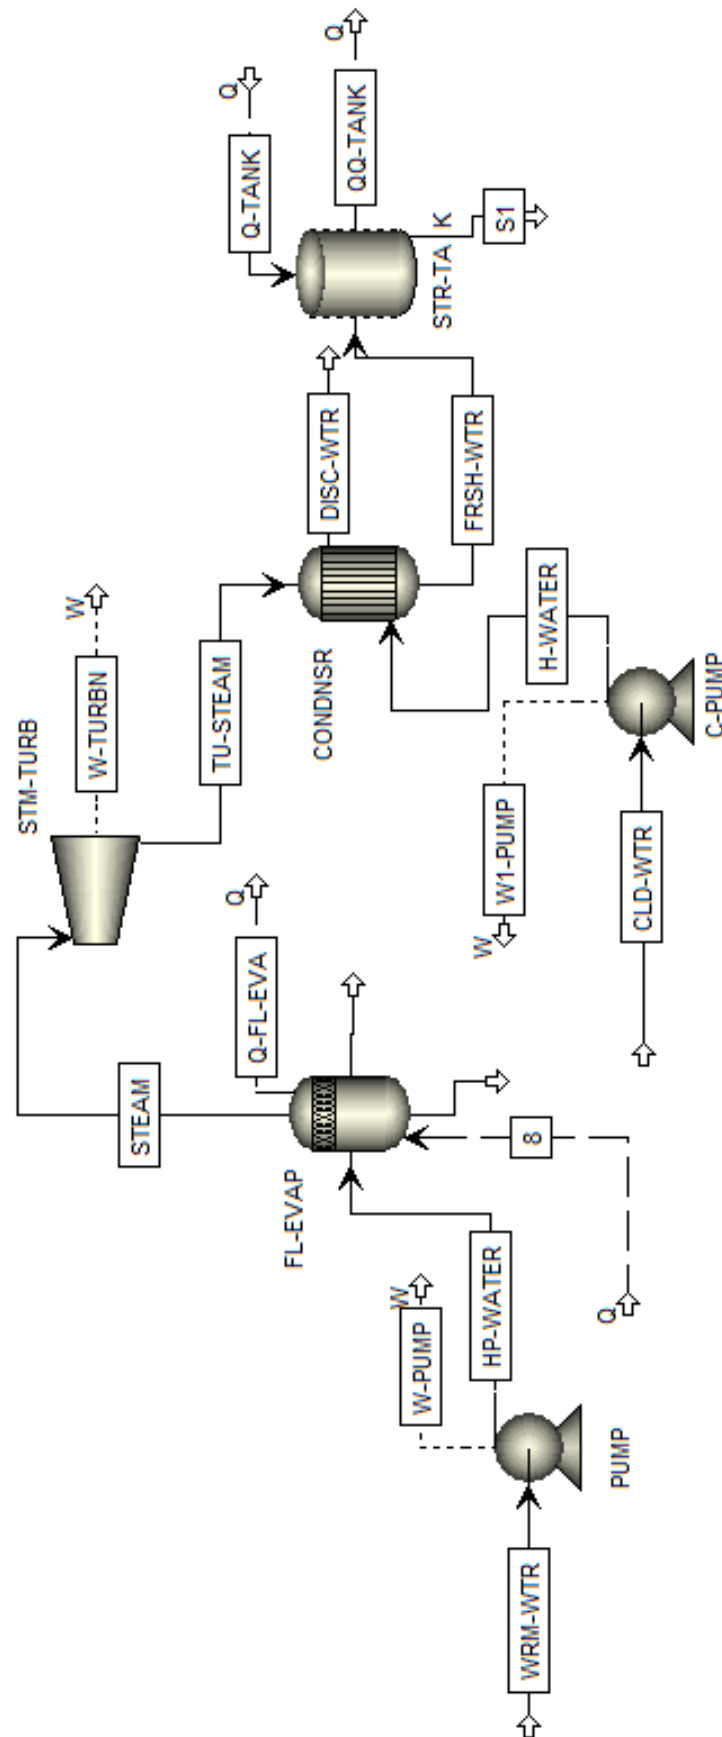 WRM-WTR
PUMP
W-PUMP
W
HP-WATER
Q
8
FL-EVAP
Q-FL-EVA
Q
STEAM
STM-TURB
W-TURBN
W
TU-STEAM
CLD-WTR
C-PUMP
W1-PUMP
W
H-WATER
CONDNSR
DISC-WTR
FRSH-WTR
Q-TANK
Q
QQ-TANK
Q
STR-TA K
S1